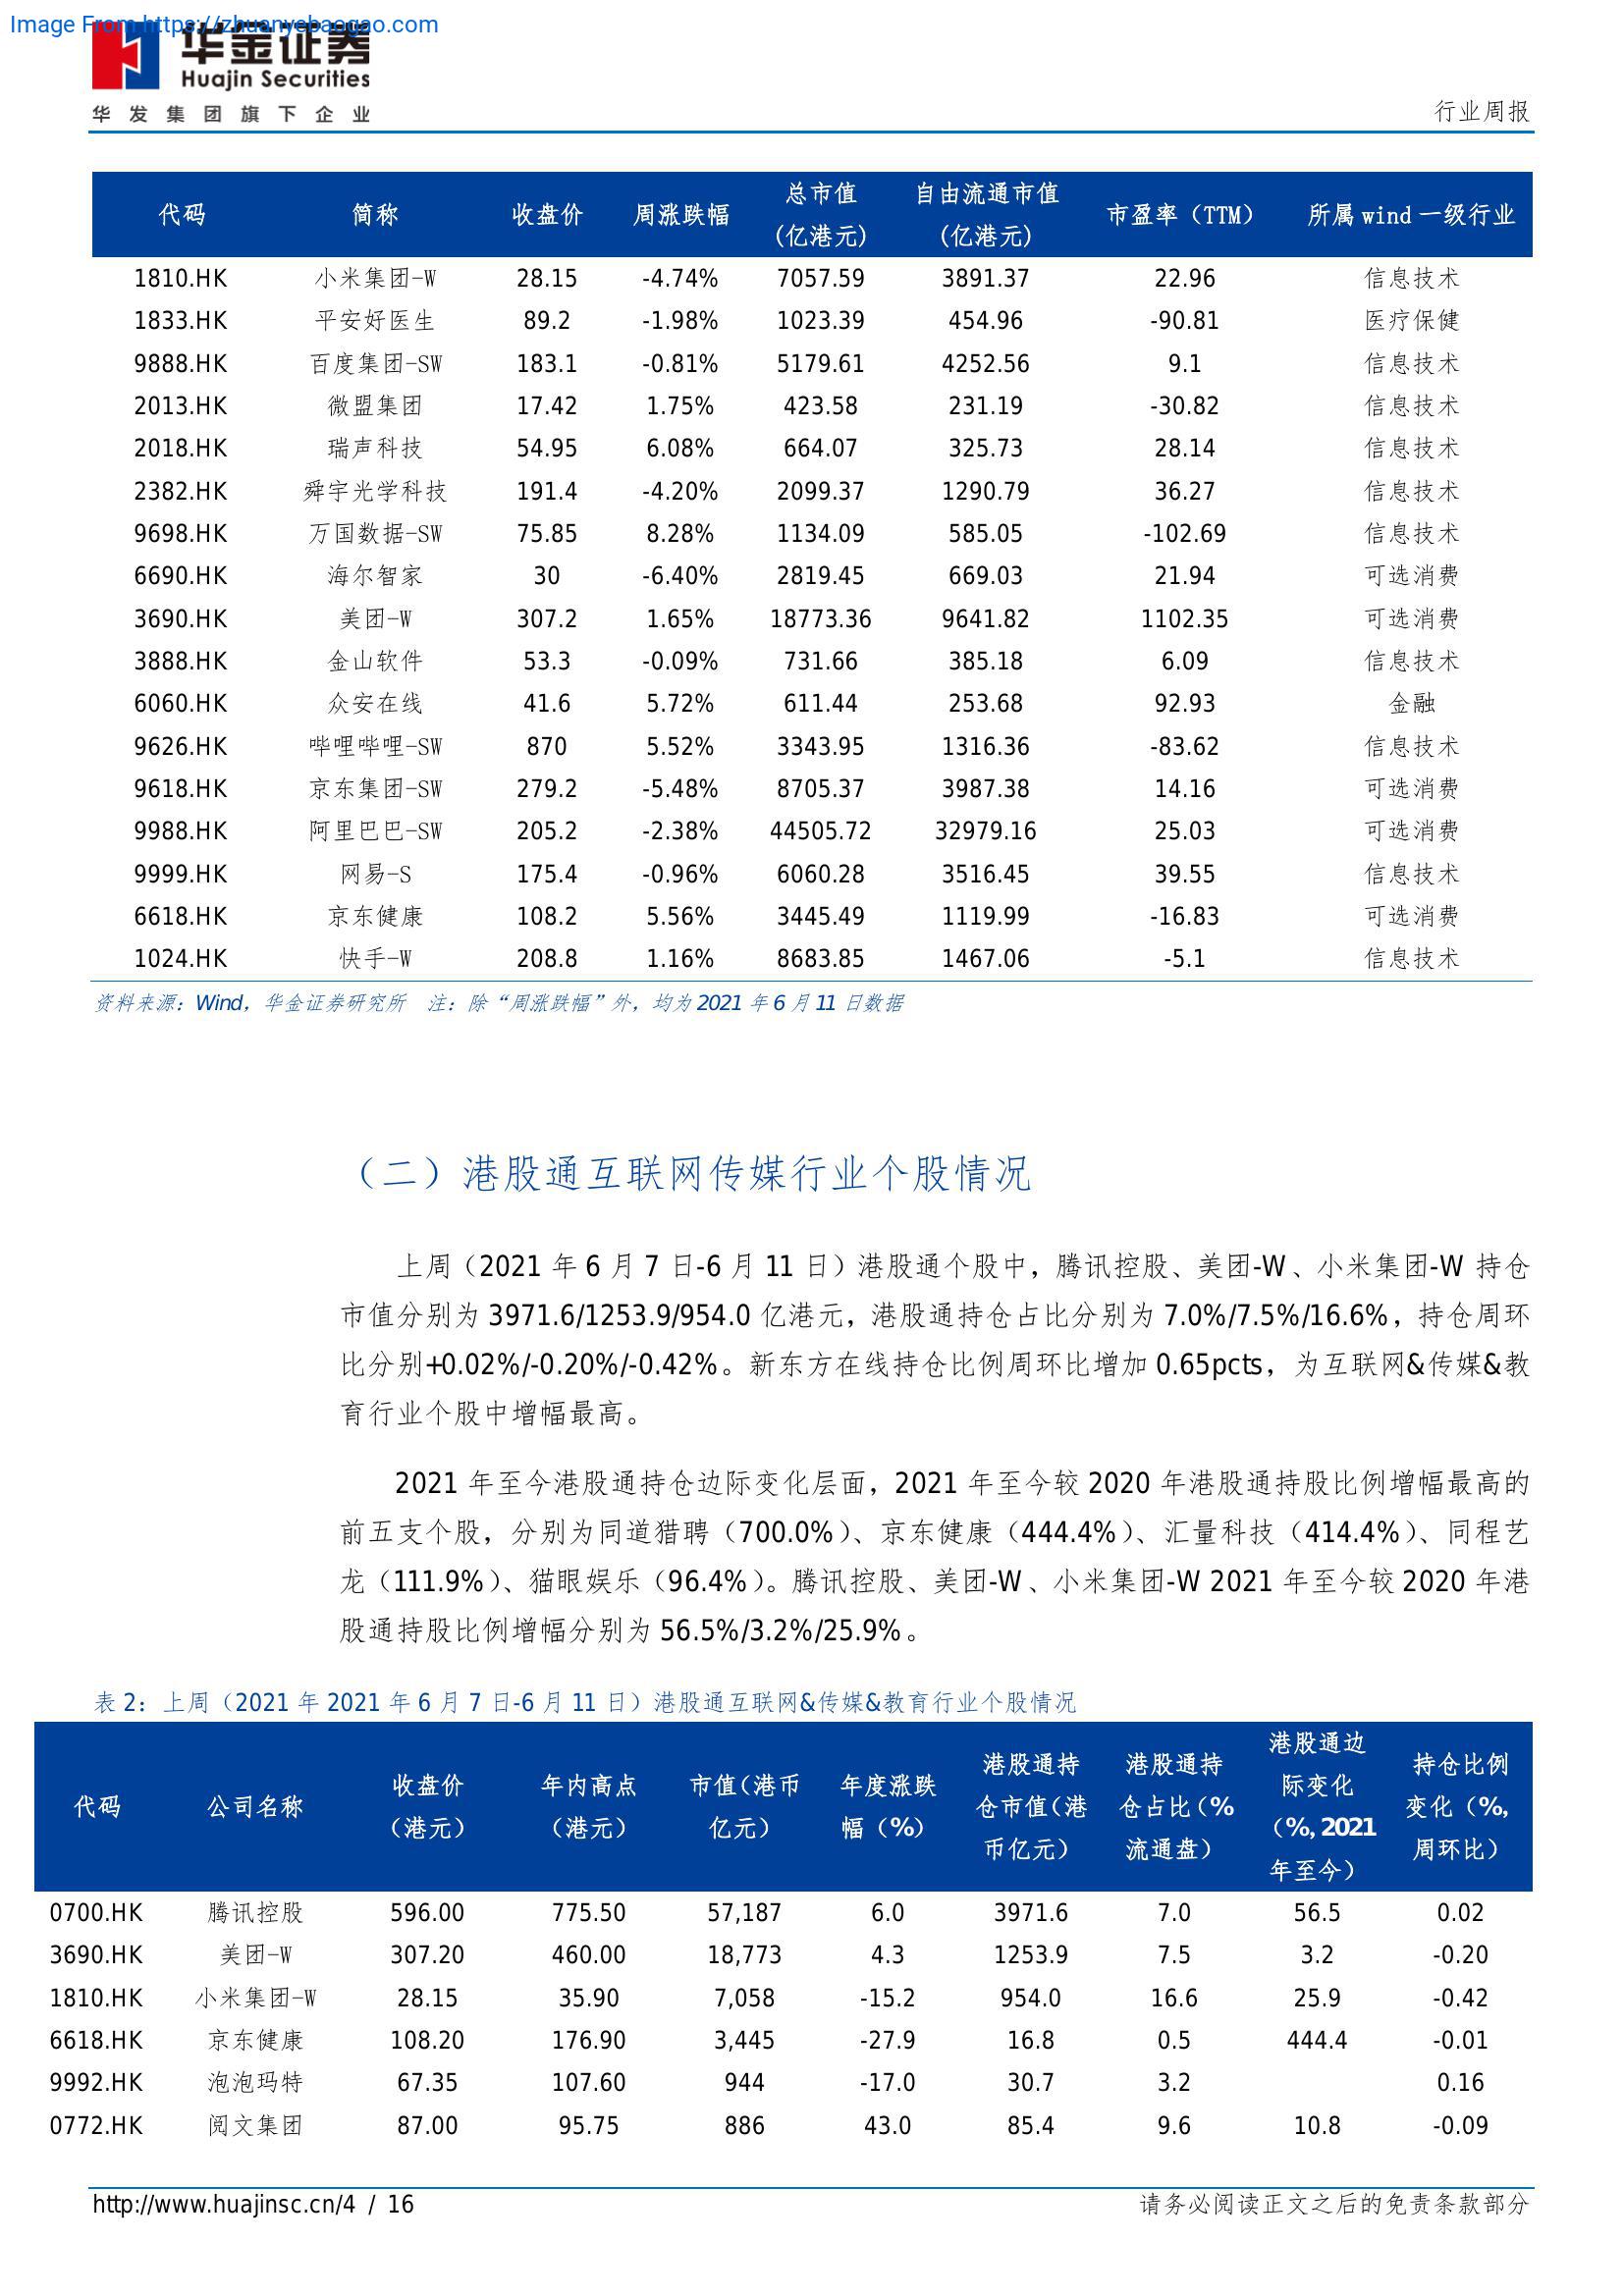 Image From https://zhuanyebaogao.com
华金证券
Huajin Securities
华发集团旗下企业
行业周报
代码 简称 收盘价 周涨跌幅 总市值(亿港元) 自由流通市值(亿港元) 市盈率（TTM） 所属 wind 一级行业
1810.HK 小米集团-W 28.15 -4.74% 7057.59 3891.37 22.96 信息技术
1833.HK 平安好医生 89.2 -1.98% 1023.39 454.96 -90.81 医疗保健
9888.HK 百度集团-SW 183.1 -0.81% 5179.61 4252.56 9.1 信息技术
2013.HK 微盟集团 17.42 1.75% 423.58 231.19 -30.82 信息技术
2018.HK 瑞声科技 54.95 6.08% 664.07 325.73 28.14 信息技术
2382.HK 舜宇光学科技 191.4 -4.20% 2099.37 1290.79 36.27 信息技术
9698.HK 万国数据-SW 75.85 8.28% 1134.09 585.05 -102.69 信息技术
6690.HK 海尔智家 30 -6.40% 2819.45 669.03 21.94 可选消费
3690.HK 美团-W 307.2 1.65% 18773.36 9641.82 1102.35 可选消费
3888.HK 金山软件 53.3 -0.09% 731.66 385.18 6.09 信息技术
6060.HK 众安在线 41.6 5.72% 611.44 253.68 92.93 金融
9626.HK 哔哩哔哩-SW 870 5.52% 3343.95 1316.36 -83.62 信息技术
9618.HK 京东集团-SW 279.2 -5.48% 8705.37 3987.38 14.16 可选消费
9988.HK 阿里巴巴-SW 205.2 -2.38% 44505.72 32979.16 25.03 可选消费
9999.HK 网易-S 175.4 -0.96% 6060.28 3516.45 39.55 信息技术
6618.HK 京东健康 108.2 5.56% 3445.49 1119.99 -16.83 可选消费
1024.HK 快手-W 208.8 1.16% 8683.85 1467.06 -5.1 信息技术
资料来源：Wind，华金证券研究所 注：除“周涨跌幅”外，均为 2021 年 6 月 11 日数据
（二）港股通互联网传媒行业个股情况
上周（2021 年 6 月 7 日-6 月 11 日）港股通个股中，腾讯控股、美团-W、小米集团-W 持仓
市值分别为 3971.6/1253.9/954.0 亿港元，港股通持仓占比分别为 7.0%/7.5%/16.6%，持仓周环
比分别+0.02%/-0.20%/-0.42%。新东方在线持仓比例周环比增加 0.65pcts，为互联网&传媒&教
育行业个股中增幅最高。
2021 年至今港股通持仓边际变化层面，2021 年至今较 2020 年港股通持股比例增幅最高的
前五支个股，分别为同道猎聘（700.0%）、京东健康（444.4%）、汇量科技（414.4%）、同程艺
龙（111.9%）、猫眼娱乐（96.4%）。腾讯控股、美团-W、小米集团-W 2021 年至今较 2020 年港
股通持股比例增幅分别为 56.5%/3.2%/25.9%。
表 2：上周（2021 年 2021 年 6 月 7 日-6 月 11 日）港股通互联网&传媒&教育行业个股情况
代码 公司名称 收盘价（港元） 年内高点（港元） 市值（港币亿元） 年度涨跌幅（%） 港股通持仓市值（港币亿元） 港股通持仓占比（%流通盘） 港股通边际变化（%, 2021年至今） 持仓比例变化（%, 周环比）
0700.HK 腾讯控股 596.00 775.50 57,187 6.0 3971.6 7.0 56.5 0.02
3690.HK 美团-W 307.20 460.00 18,773 4.3 1253.9 7.5 3.2 -0.20
1810.HK 小米集团-W 28.15 35.90 7,058 -15.2 954.0 16.6 25.9 -0.42
6618.HK 京东健康 108.20 176.90 3,445 -27.9 16.8 0.5 444.4 -0.01
9992.HK 泡泡玛特 67.35 107.60 944 -17.0 30.7 3.2 0.16
0772.HK 阅文集团 87.00 95.75 886 43.0 85.4 9.6 10.8 -0.09
http://www.huajinsc.cn/4 / 16
请务必阅读正文之后的免责条款部分